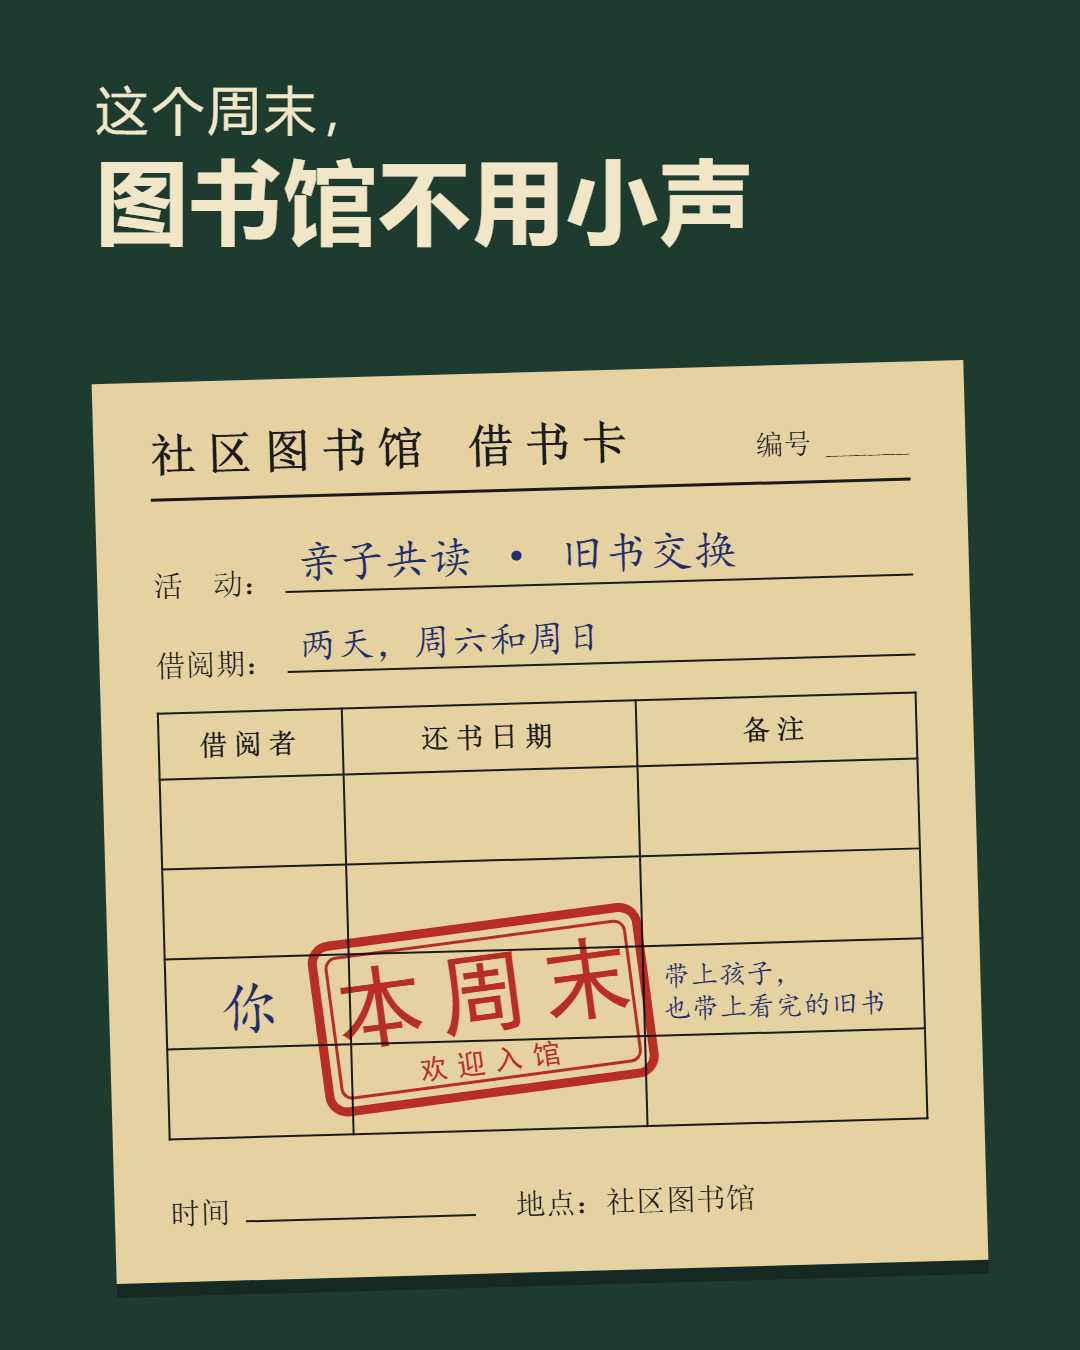 这个周末，
图书馆不用小声
社区图书馆 借书卡 编号
活 动： 亲子共读 · 旧书交换
借阅期： 两天，周六和周日
借阅者 还书日期 备注
你 本周末 带上孩子，
也带上看完的旧书
欢迎入馆
时间 地点：社区图书馆